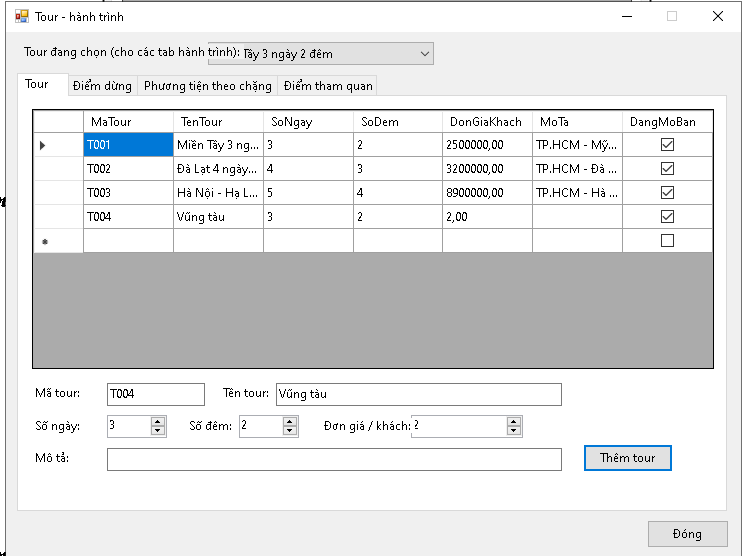 Tour - hành trình
Tour đang chọn (cho các tab hành trình): Tây 3 ngày 2 đêm
Tour Điểm dừng Phương tiện theo chặng Điểm tham quan
MaTour TenTour SoNgay SoDem DonGiaKhach MoTa DangMoBan
T001 Miền Tây 3 ng... 3 2 2500000,00 TP.HCM - Mỹ...
T002 Đà Lạt 4 ngày... 4 3 3200000,00 TP.HCM - Đà ...
T003 Hà Nội - Hạ L... 5 4 8900000,00 TP.HCM - Hà ...
T004 Vũng tàu 3 2 2,00
Mã tour: T004 Tên tour: Vũng tàu
Số ngày: 3 Số đêm: 2 Đơn giá / khách: 2
Mô tả: Thêm tour
Đóng